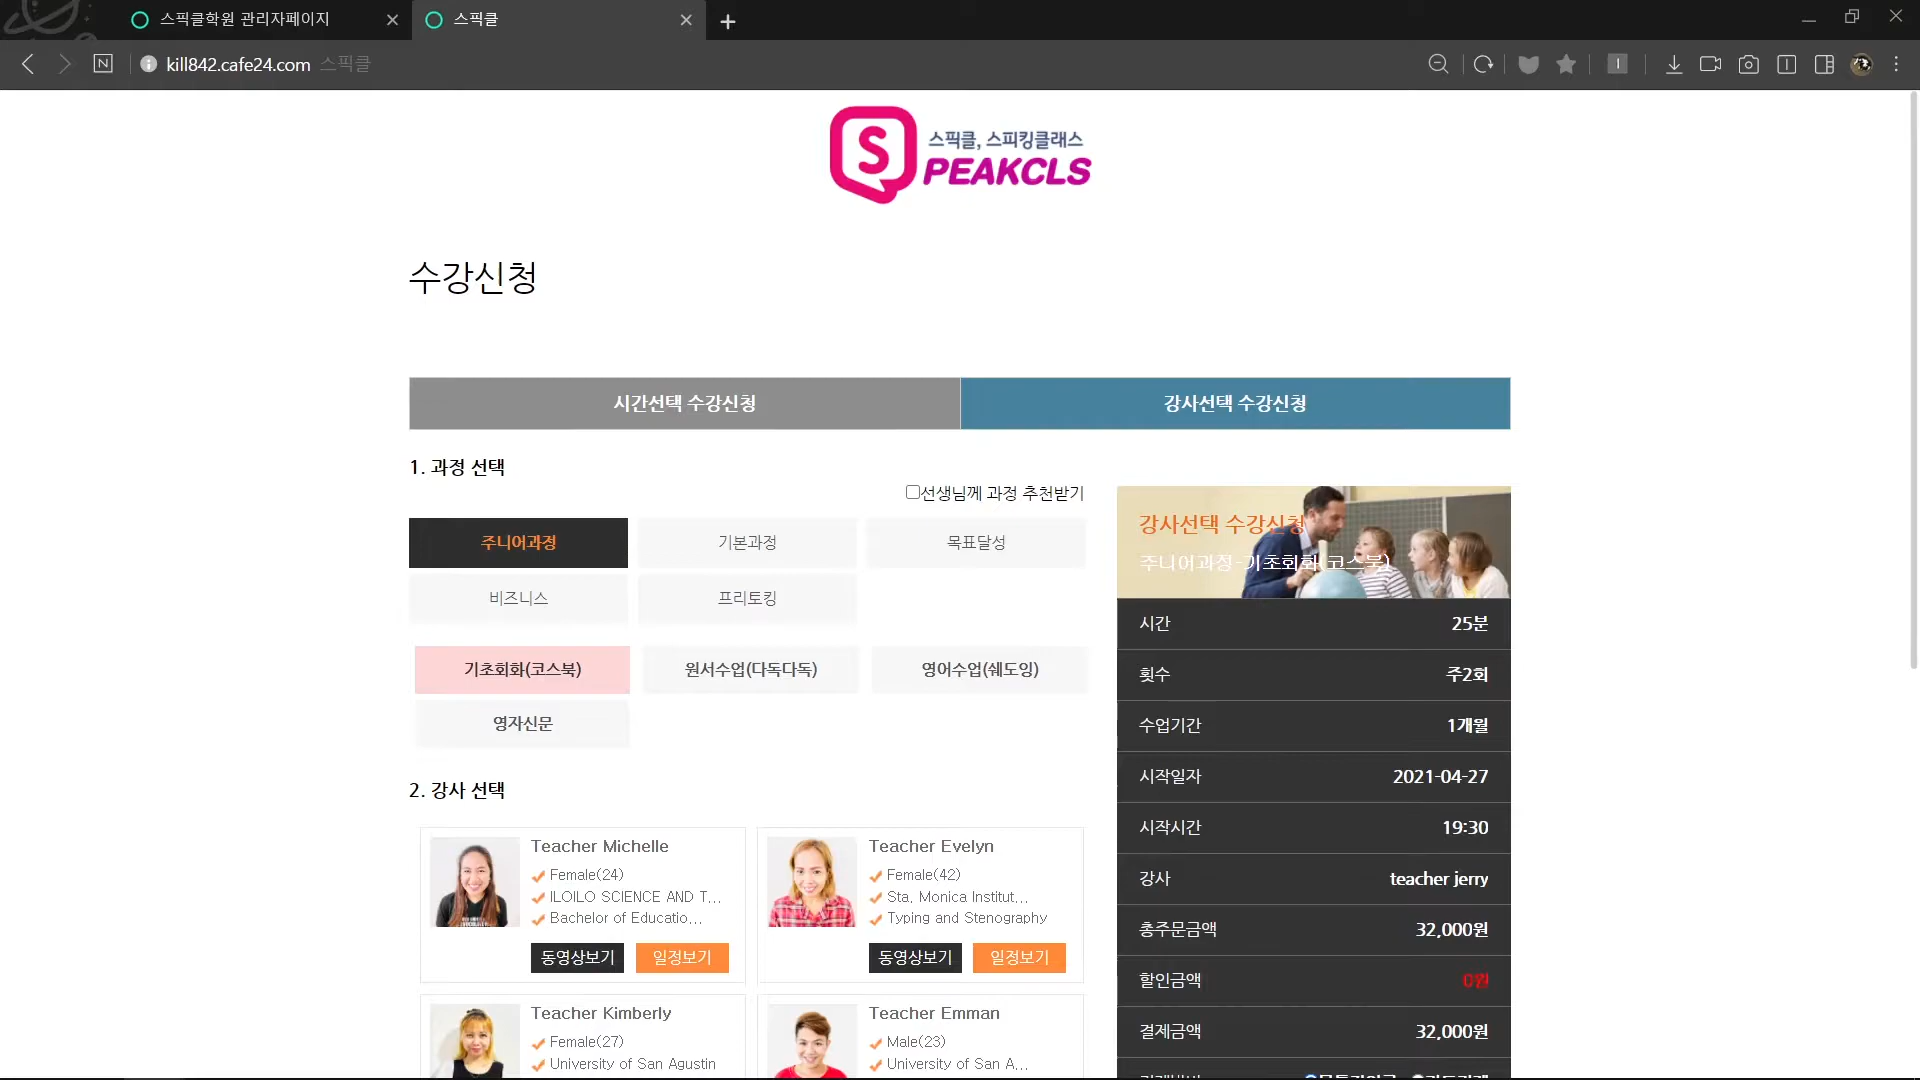 스픽클학원 관리자페이지
스픽클
N
kill842.cafe24.com 스픽클
I
S
스픽클, 스피킹클래스
PEAKCLS
수강신청
시간선택 수강신청
강사선택 수강신청
1. 과정 선택
선생님께 과정 추천받기
주니어과정
기본과정
목표달성
비즈니스
프리토킹
기초회화(코스북)
원서수업(다독다독)
영어수업(쉐도잉)
영자신문
2. 강사 선택
Teacher Michelle
Female(24)
ILOILO SCIENCE AND T...
Bachelor of Educatio...
동영상보기
일정보기
Teacher Evelyn
Female(42)
Sta. Monica Institut...
Typing and Stenography
동영상보기
일정보기
Teacher Kimberly
Female(27)
University of San Agustin
Teacher Emman
Male(23)
University of San A...
강사선택 수강신청
주니어과정-기초회화(코스북)
시간 25분
횟수 주2회
수업기간 1개월
시작일자 2021-04-27
시작시간 19:30
강사 teacher jerry
총주문금액 32,000원
할인금액 0원
결제금액 32,000원